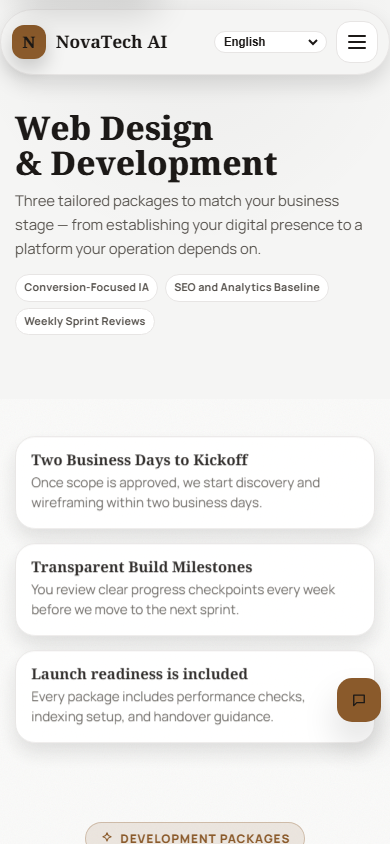 N NovaTech AI English
Web Design
& Development
Three tailored packages to match your business
stage — from establishing your digital presence to a
platform your operation depends on.
Conversion-Focused IA SEO and Analytics Baseline
Weekly Sprint Reviews
Two Business Days to Kickoff
Once scope is approved, we start discovery and
wireframing within two business days.
Transparent Build Milestones
You review clear progress checkpoints every week
before we move to the next sprint.
Launch readiness is included
Every package includes performance checks,
indexing setup, and handover guidance.
DEVELOPMENT PACKAGES